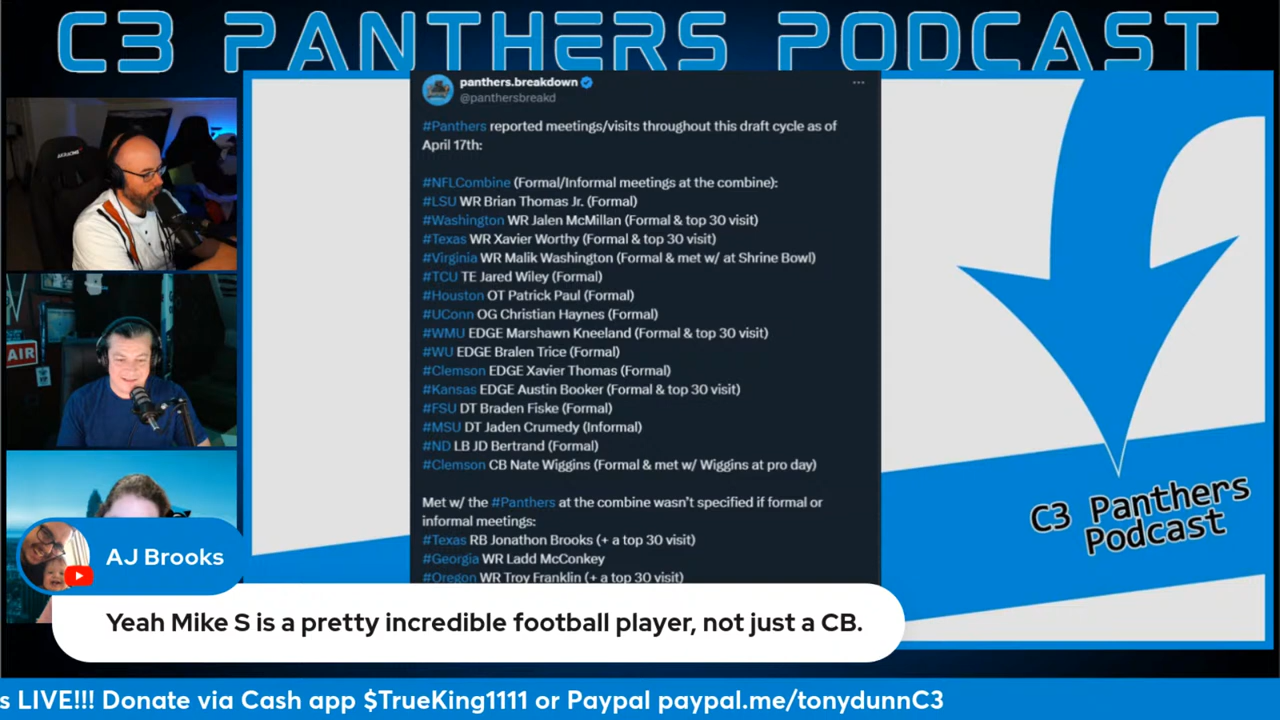 C3 PANTHERS PODCAST
panthers.breakdown
@panthersbreakd
#Panthers reported meetings/visits throughout this draft cycle as of
April 17th:
#NFLCombine (Formal/Informal meetings at the combine):
#LSU WR Brian Thomas Jr. (Formal)
#Washington WR Jalen McMillan (Formal & top 30 visit)
#Texas WR Xavier Worthy (Formal & top 30 visit)
#Virginia WR Malik Washington (Formal & met w/ at Shrine Bowl)
#TCU TE Jared Wiley (Formal)
#Houston OT Patrick Paul (Formal)
#UConn OG Christian Haynes (Formal)
#WMU EDGE Marshawn Kneeland (Formal & top 30 visit)
#WU EDGE Bralen Trice (Formal)
#Clemson EDGE Xavier Thomas (Formal)
#Kansas EDGE Austin Booker (Formal & top 30 visit)
#FSU DT Braden Fiske (Formal)
#MSU DT Jaden Crumedy (Informal)
#ND LB JD Bertrand (Formal)
#Clemson CB Nate Wiggins (Formal & met w/ Wiggins at pro day)
Met w/ the #Panthers at the combine wasn't specified if formal or
informal meetings:
#Texas RB Jonathon Brooks (+ a top 30 visit)
#Georgia WR Ladd McConkey
#Oregon WR Troy Franklin (+ a top 30 visit)
C3 Panthers
Podcast
AIR
AJ Brooks
Yeah Mike S is a pretty incredible football player, not just a CB.
s LIVE!!! Donate via Cash app $TrueKing1111 or Paypal paypal.me/tonydunnC3